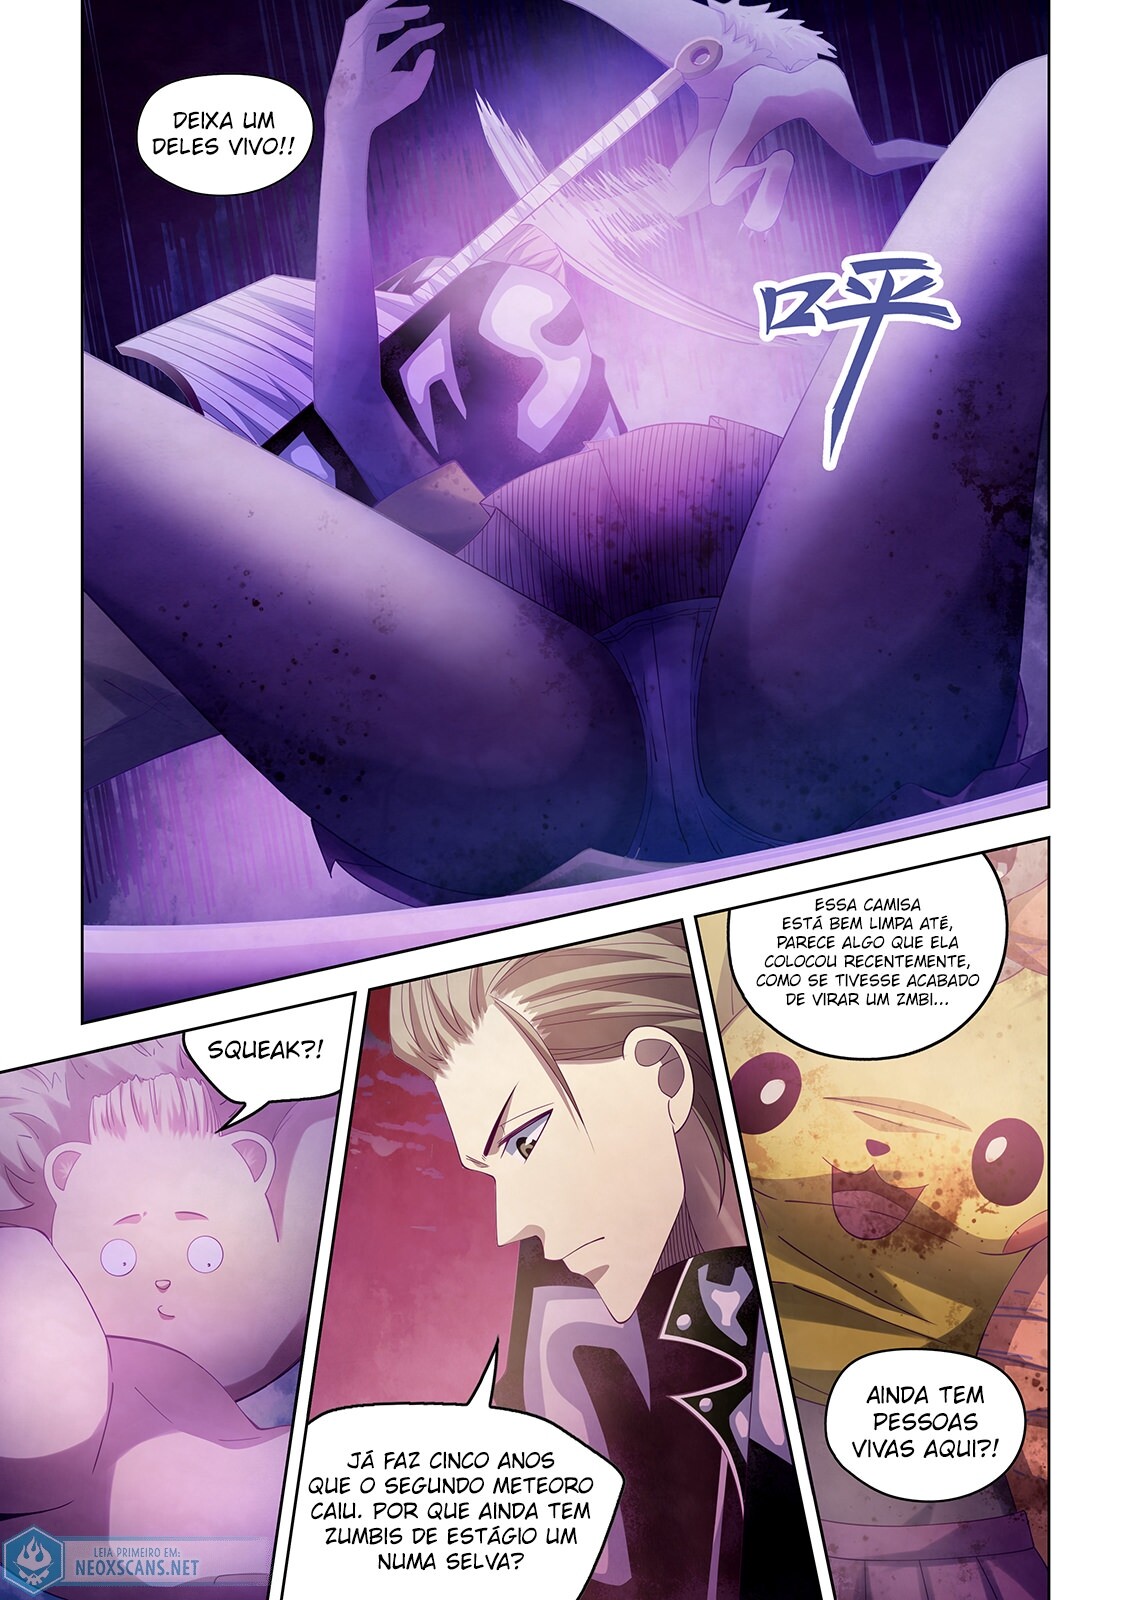 DEIXA UM
DELES VIVO!!
呼
SQUEAK?!
JÁ FAZ CINCO ANOS
QUE O SEGUNDO METEORO
CAIU. POR QUE AINDA TEM
ZUMBIS DE ESTÁGIO UM
NUMA SELVA?
ESSA CAMISA
ESTÁ BEM LIMPA ATÉ,
PARECE ALGO QUE ELA
COLOCOU RECENTEMENTE,
COMO SE TIVESSE ACABADO
DE VIRAR UM ZMBI...
AINDA TEM
PESSOAS
VIVAS AQUI?!
LEIA PRIMEIRO EM:
NEOXSCANS.NET